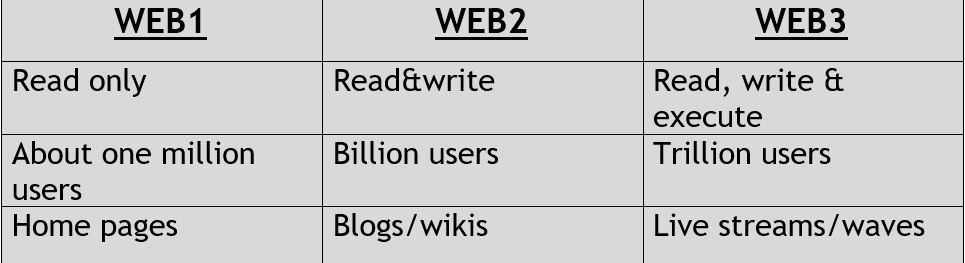 WEB1 WEB2 WEB3
Read only Read&write Read, write &
execute
About one million Billion users Trillion users
users
Home pages Blogs/wikis Live streams/waves